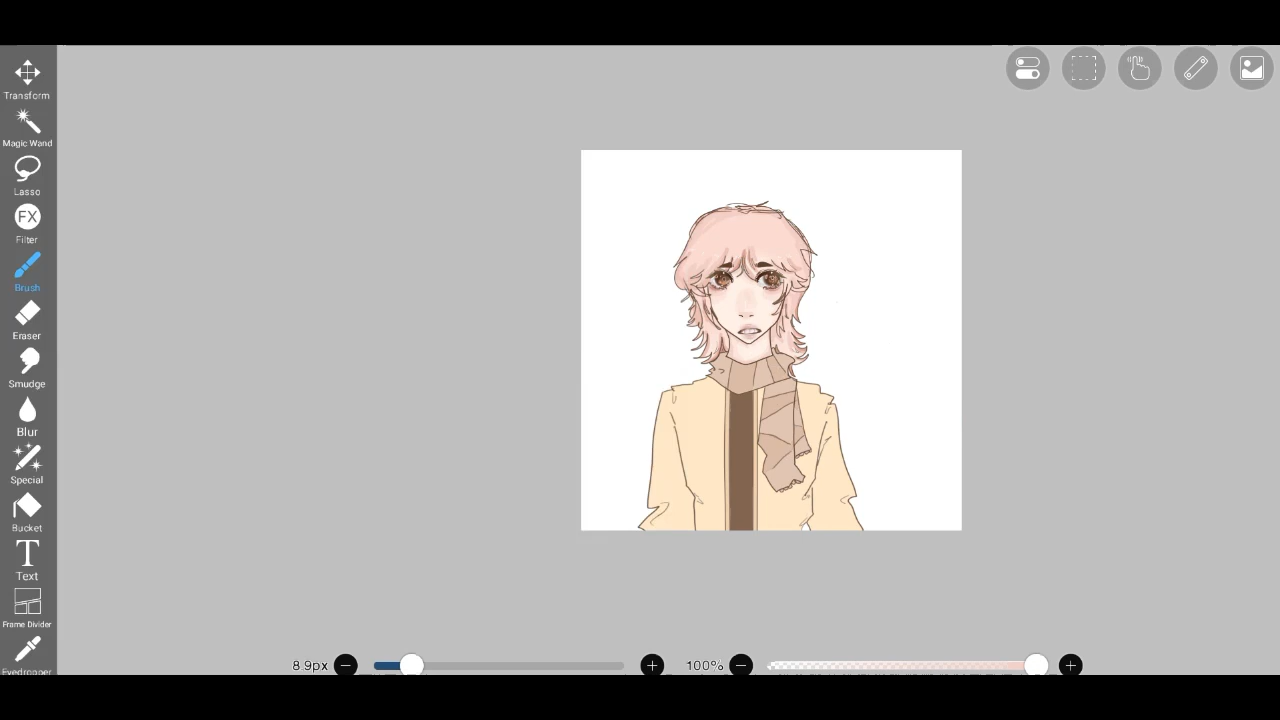 Transform
Magic Wand
Lasso
FX
Filter
Brush
Eraser
Smudge
Blur
Special
Bucket
T
Text
Frame Divider
Eyedropper
8.9px
100%